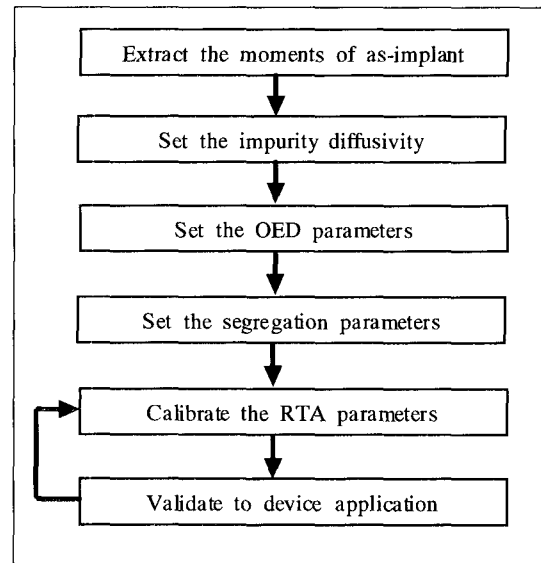 Extract the moments of as-implant
Set the impurity diffusivity
Set the OED parameters
Set the segregation parameters
Calibrate the RTA parameters
Validate to device application